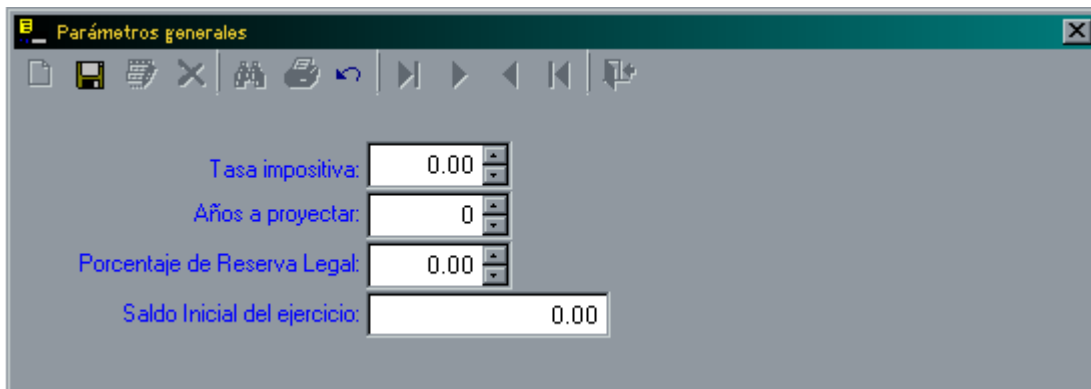 Parámetros generales
Tasa impositiva: 0.00
Años a proyectar: 0
Porcentaje de Reserva Legal: 0.00
Saldo Inicial del ejercicio: 0.00